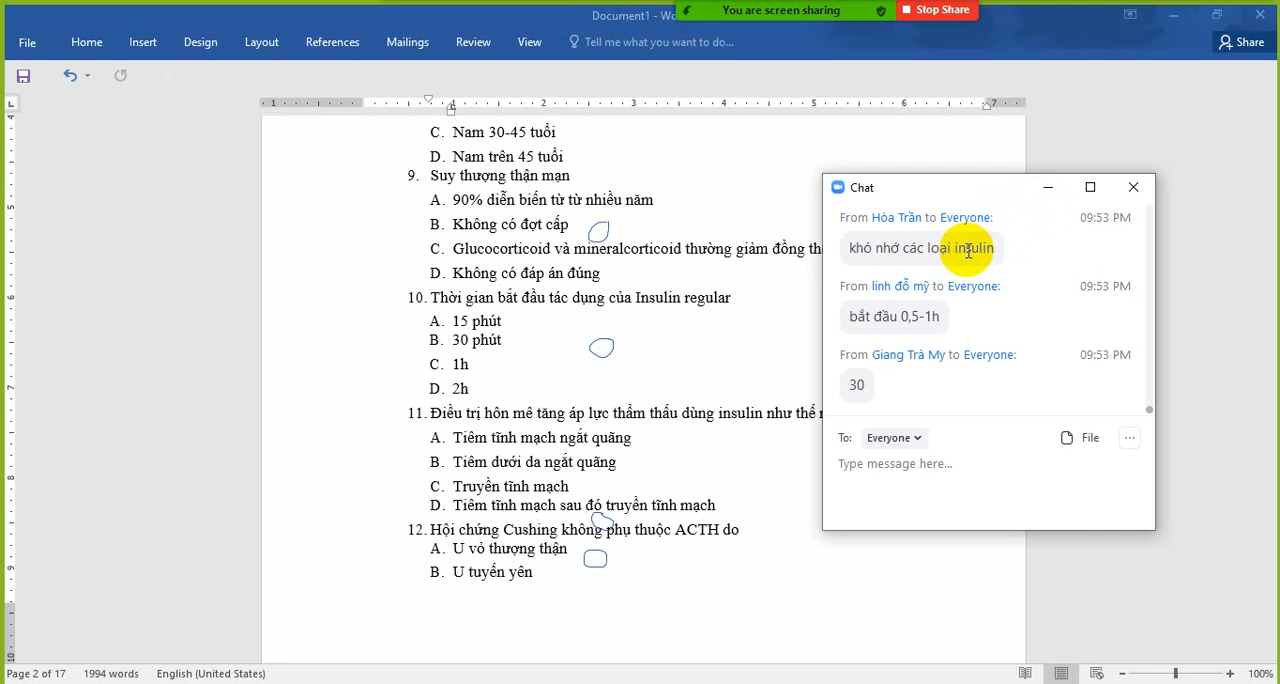 Document1 - Wo
You are screen sharing
Stop Share
File Home Insert Design Layout References Mailings Review View Tell me what you want to do... Share
1 1 2 3 4 5 6 7
C. Nam 30-45 tuổi
D. Nam trên 45 tuổi
9. Suy thượng thận mạn
A. 90% diễn biến từ từ nhiều năm
B. Không có đợt cấp
C. Glucocorticoid và mineralcorticoid thường giảm đồng th
D. Không có đáp án đúng
10. Thời gian bắt đầu tác dụng của Insulin regular
A. 15 phút
B. 30 phút
C. 1h
D. 2h
11. Điều trị hôn mê tăng áp lực thẩm thấu dùng insulin như thế n
A. Tiêm tĩnh mạch ngắt quãng
B. Tiêm dưới da ngắt quãng
C. Truyền tĩnh mạch
D. Tiêm tĩnh mạch sau đó truyền tĩnh mạch
12. Hội chứng Cushing không phụ thuộc ACTH do
A. U vỏ thượng thận
B. U tuyến yên
Chat
From Hòa Trần to Everyone: 09:53 PM
khó nhớ các loại insulin
From linh đỗ mỹ to Everyone: 09:53 PM
bắt đầu 0,5-1h
From Giang Trà My to Everyone: 09:53 PM
30
To: Everyone File ...
Type message here...
Page 2 of 17 1994 words English (United States) 100%